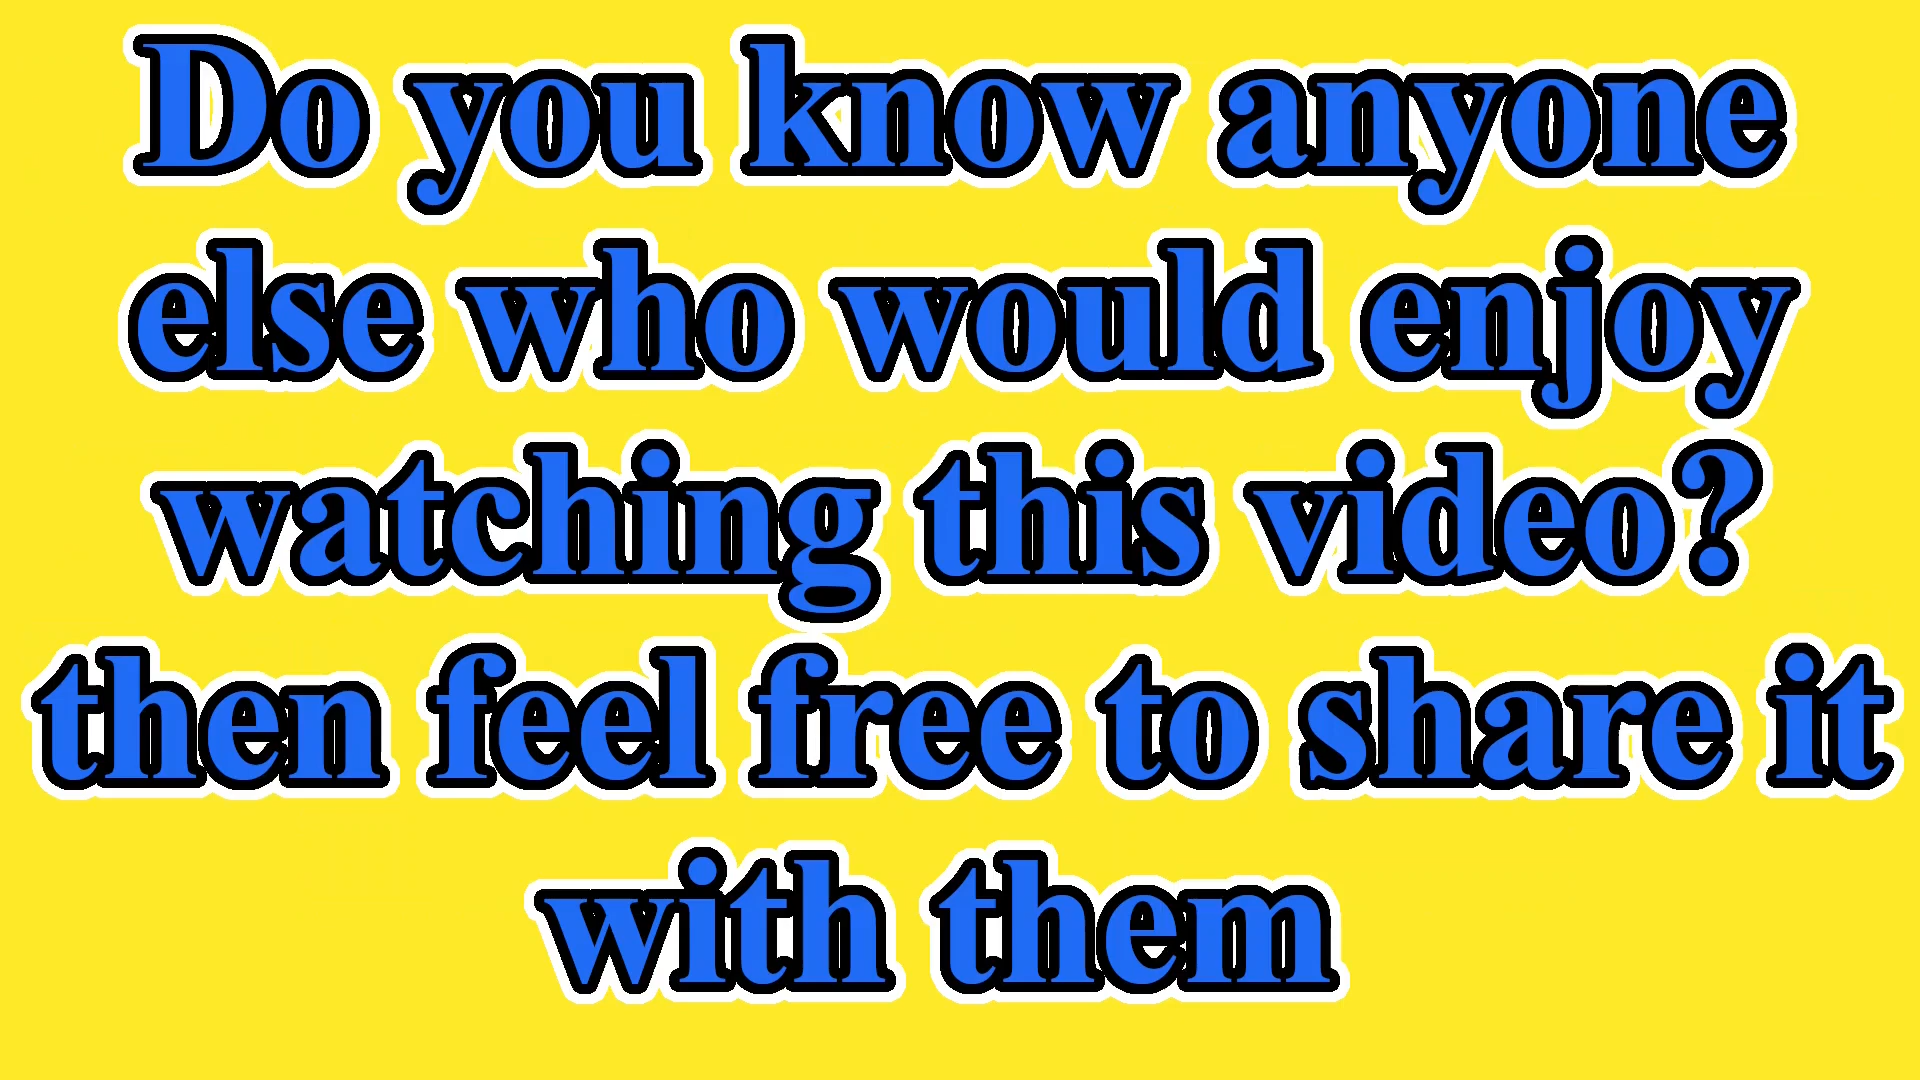 Do you know anyone
else who would enjoy
watching this video?
then feel free to share it
with them